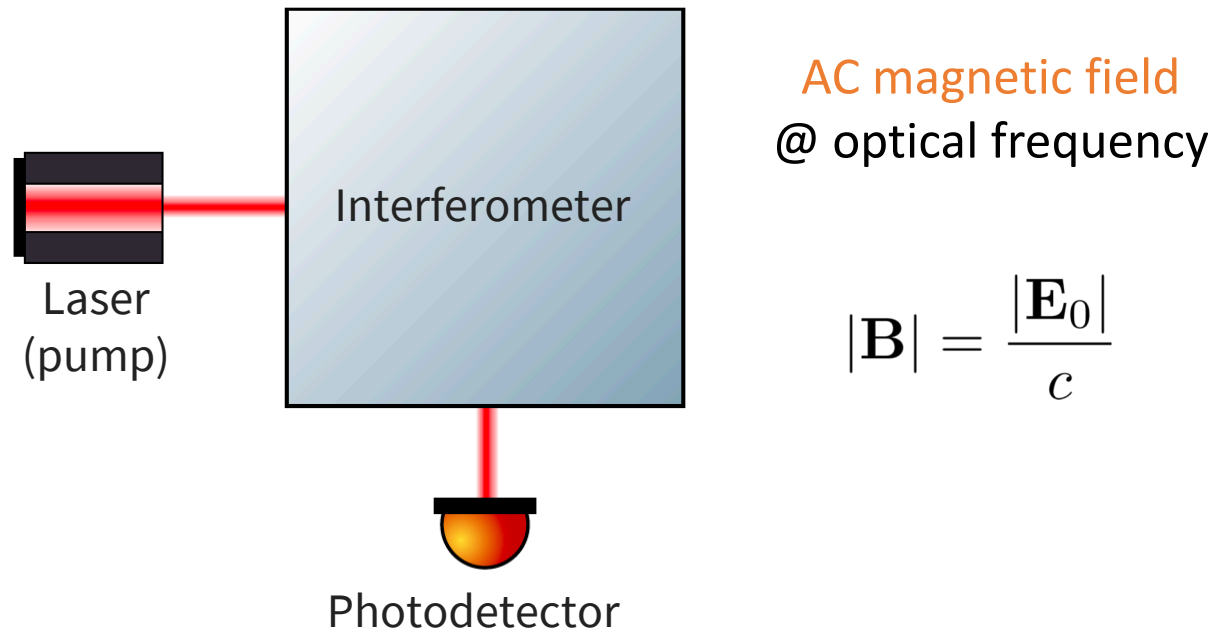 AC magnetic field
@ optical frequency
Interferometer
Laser
(pump)
|B| = |E₀| / c
Photodetector